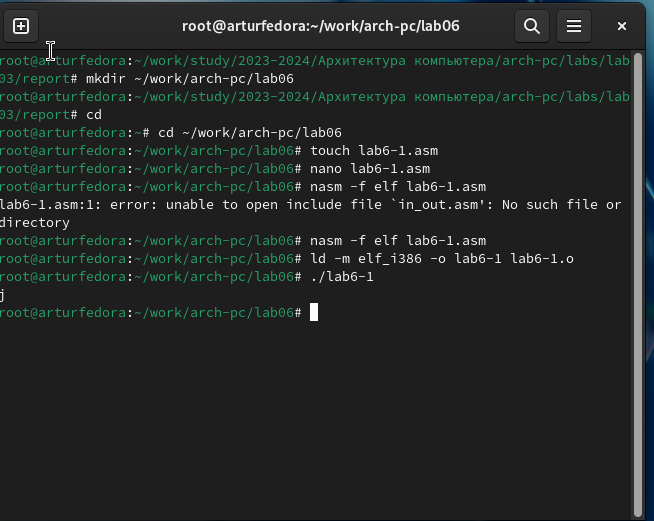 root@arturfedora:~/work/arch-pc/lab06
root@arturfedora:~/work/study/2023-2024/Архитектура компьютера/arch-pc/labs/lab
03/report# mkdir ~/work/arch-pc/lab06
root@arturfedora:~/work/study/2023-2024/Архитектура компьютера/arch-pc/labs/lab
03/report# cd
root@arturfedora:~# cd ~/work/arch-pc/lab06
root@arturfedora:~/work/arch-pc/lab06# touch lab6-1.asm
root@arturfedora:~/work/arch-pc/lab06# nano lab6-1.asm
root@arturfedora:~/work/arch-pc/lab06# nasm -f elf lab6-1.asm
lab6-1.asm:1: error: unable to open include file `in_out.asm': No such file or
directory
root@arturfedora:~/work/arch-pc/lab06# nasm -f elf lab6-1.asm
root@arturfedora:~/work/arch-pc/lab06# ld -m elf_i386 -o lab6-1 lab6-1.o
root@arturfedora:~/work/arch-pc/lab06# ./lab6-1
j
root@arturfedora:~/work/arch-pc/lab06#